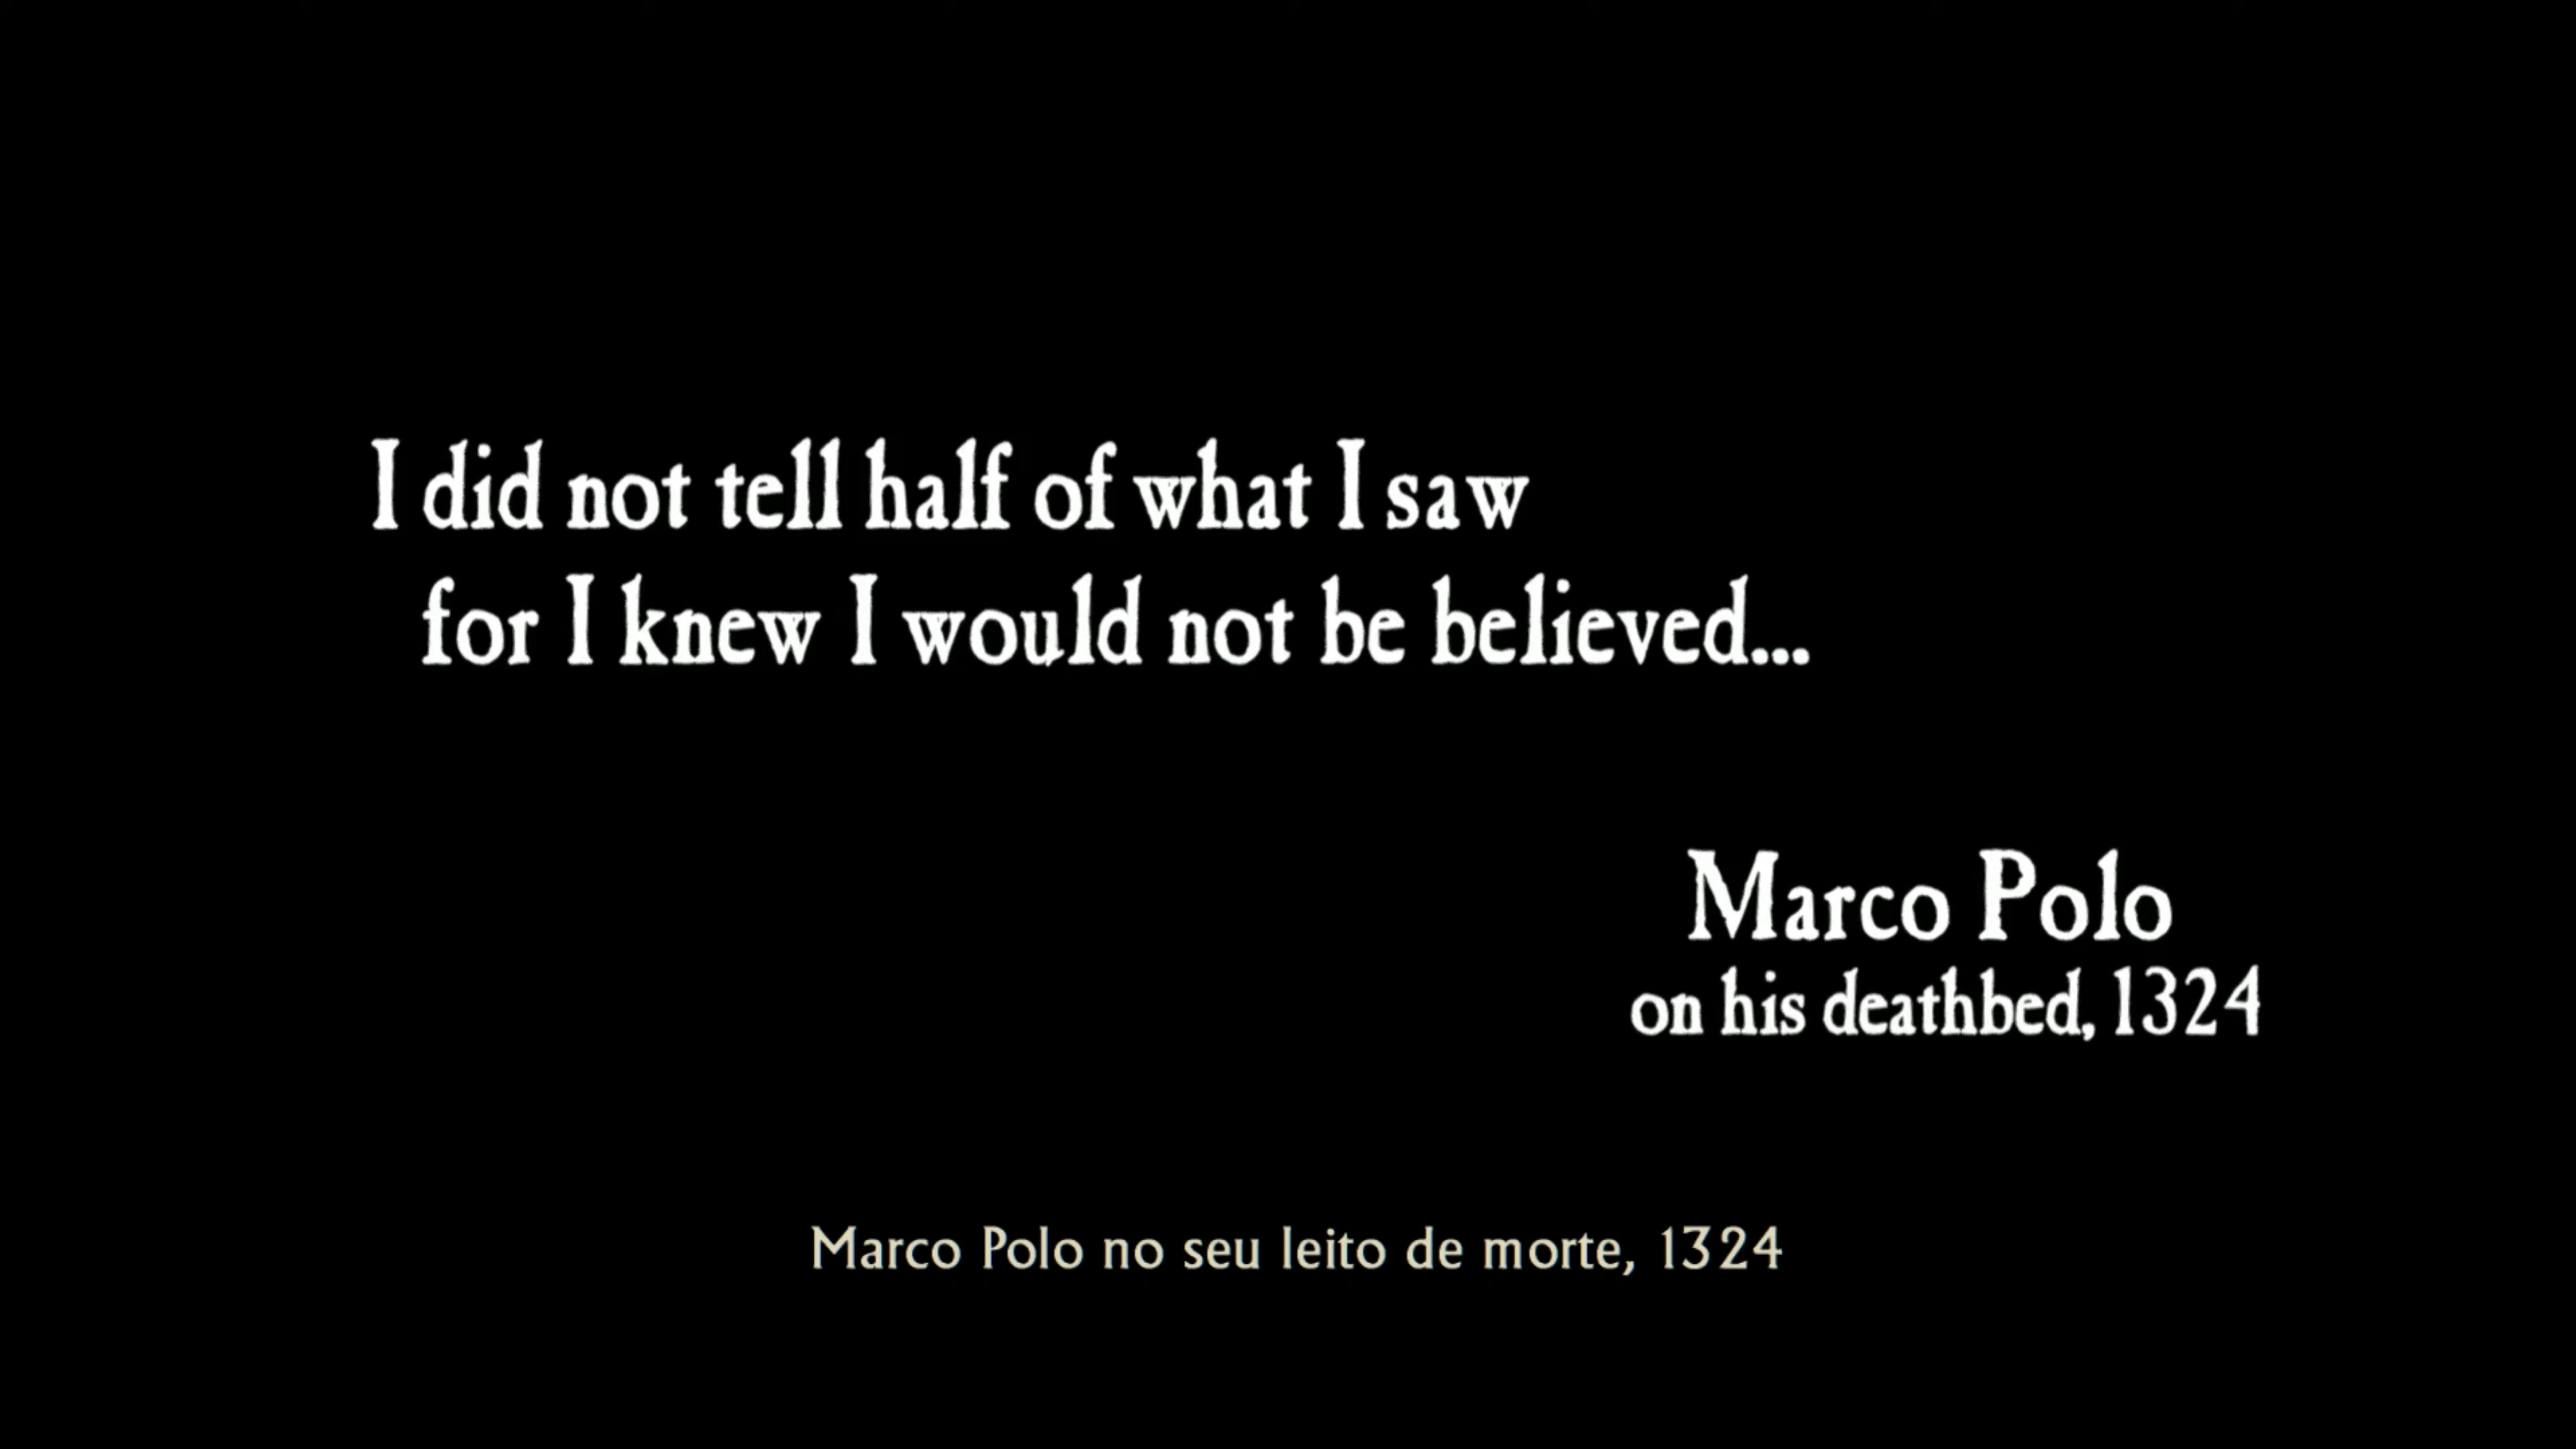 I did not tell half of what I saw
for I knew I would not be believed...
Marco Polo
on his deathbed, 1324
Marco Polo no seu leito de morte, 1324